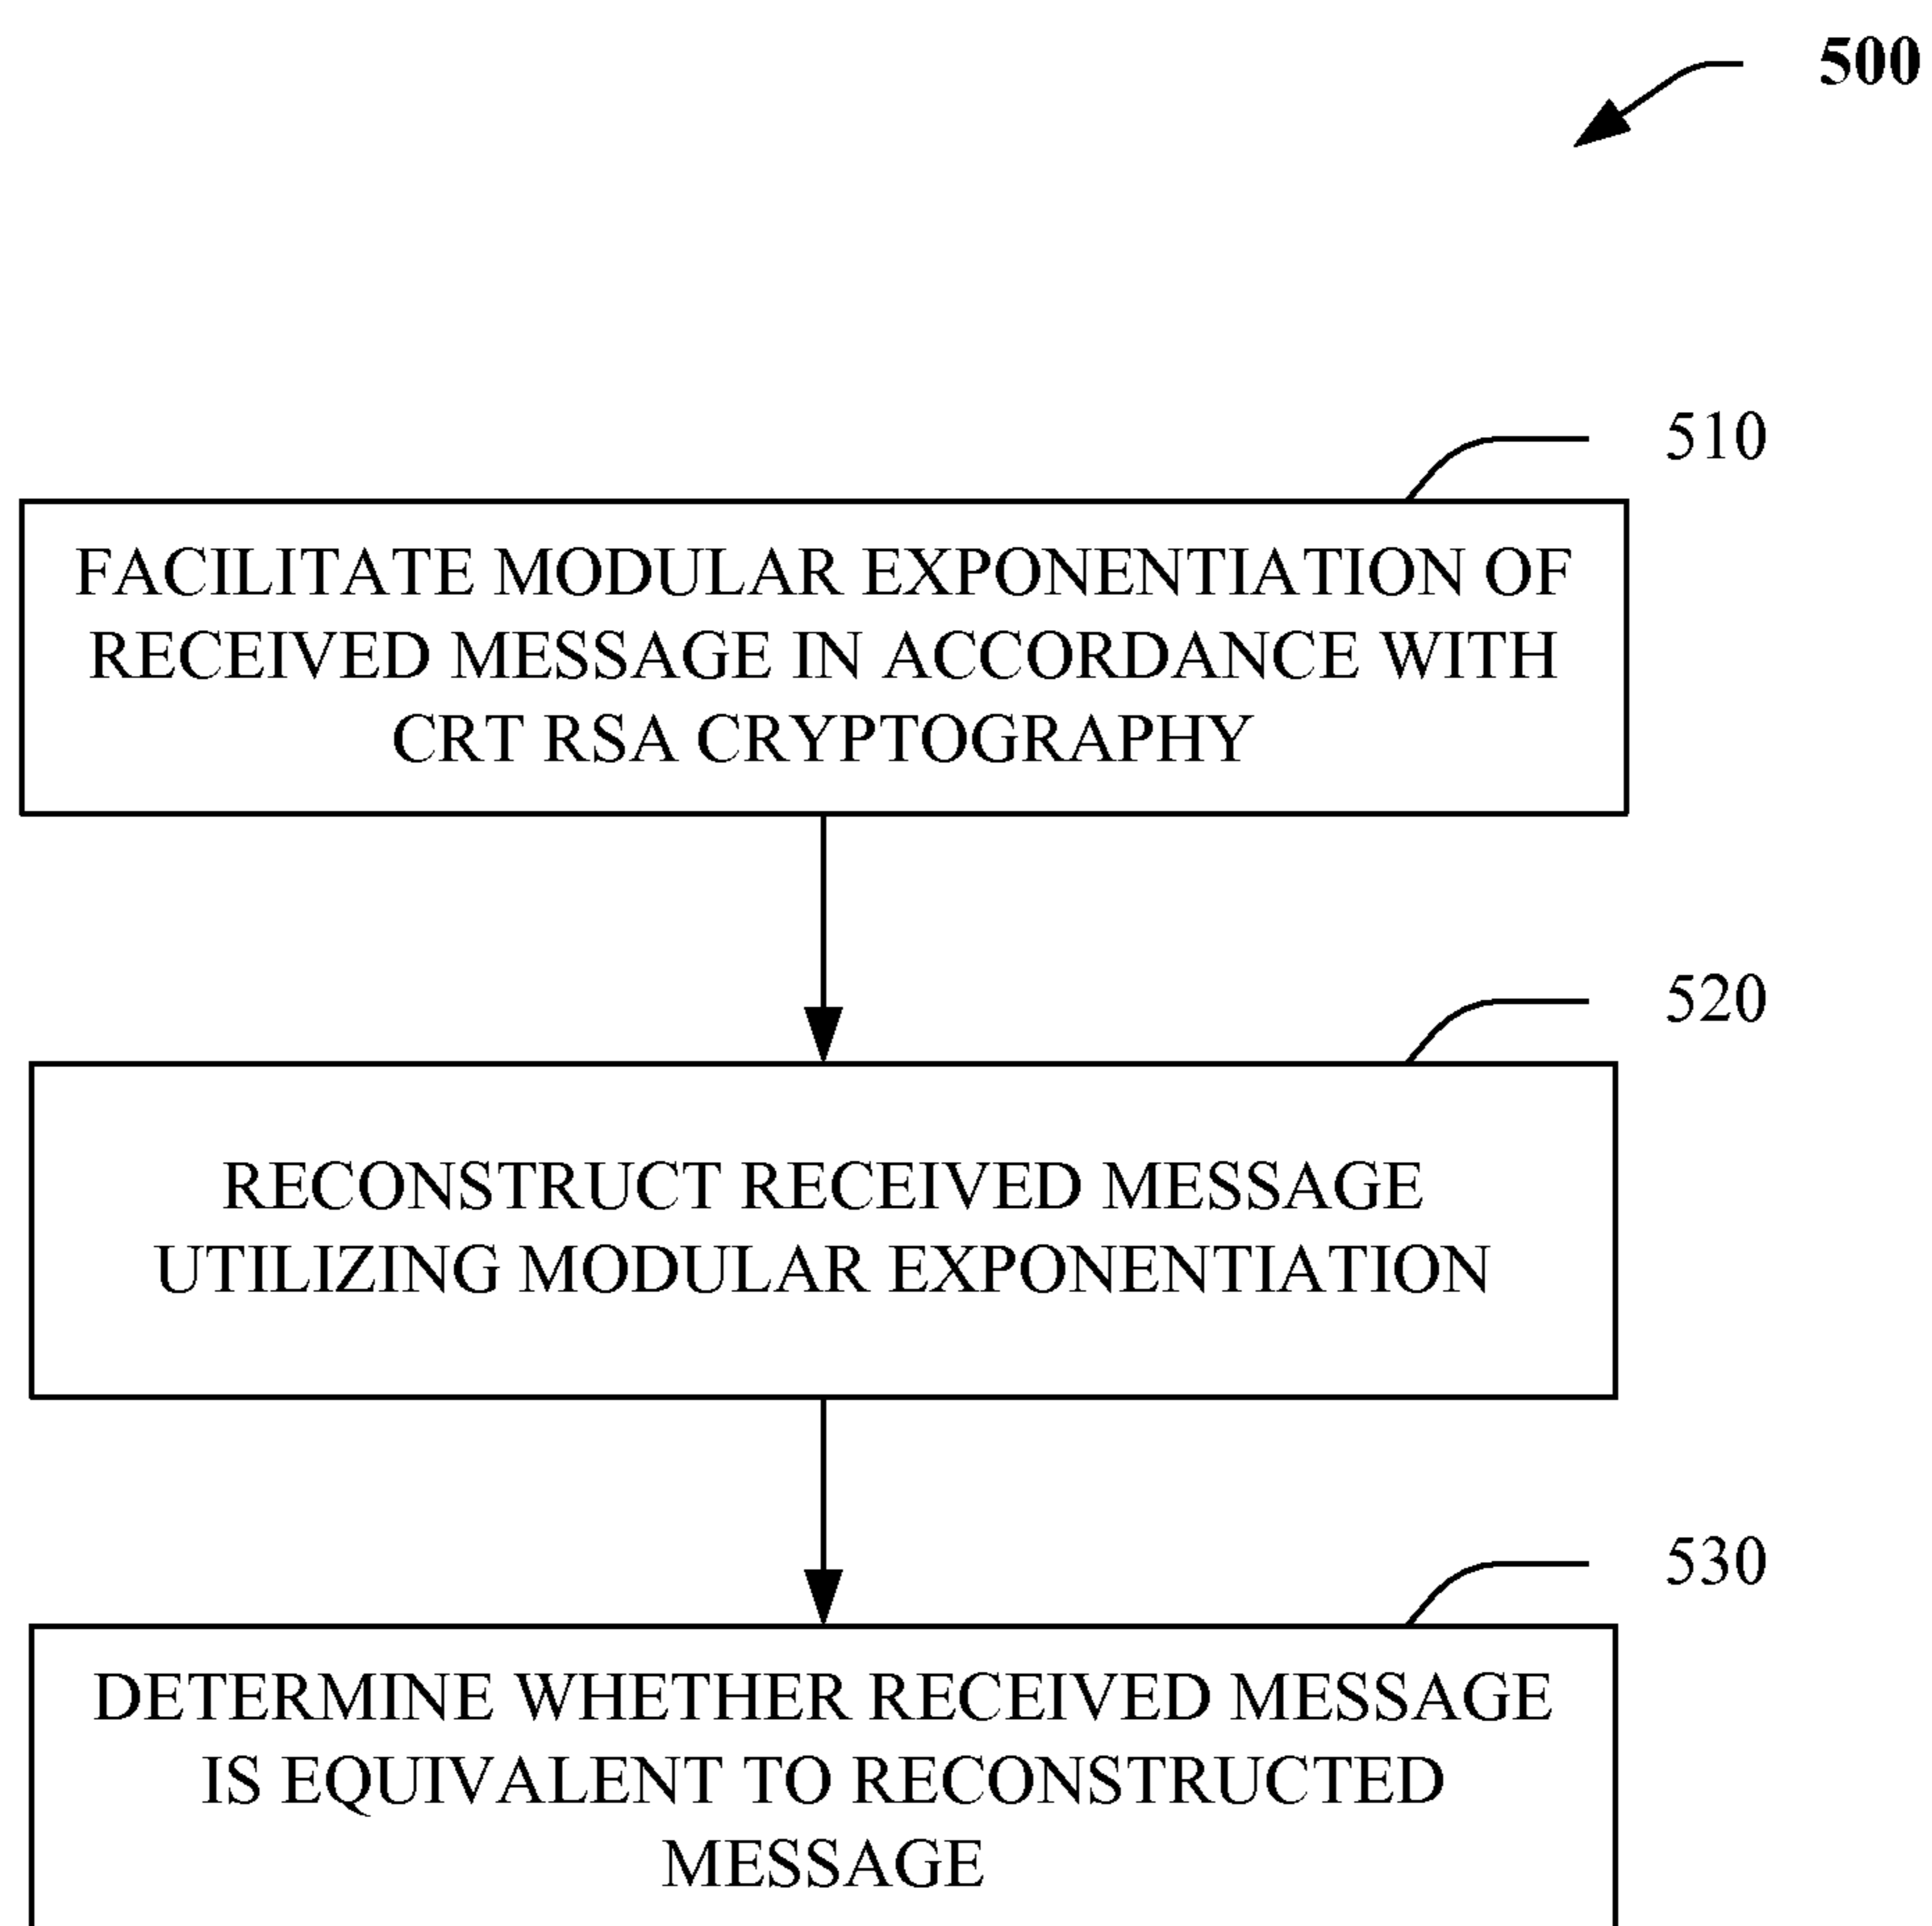 500
510
FACILITATE MODULAR EXPONENTIATION OF
RECEIVED MESSAGE IN ACCORDANCE WITH
CRT RSA CRYPTOGRAPHY
520
RECONSTRUCT RECEIVED MESSAGE
UTILIZING MODULAR EXPONENTIATION
530
DETERMINE WHETHER RECEIVED MESSAGE
IS EQUIVALENT TO RECONSTRUCTED
MESSAGE